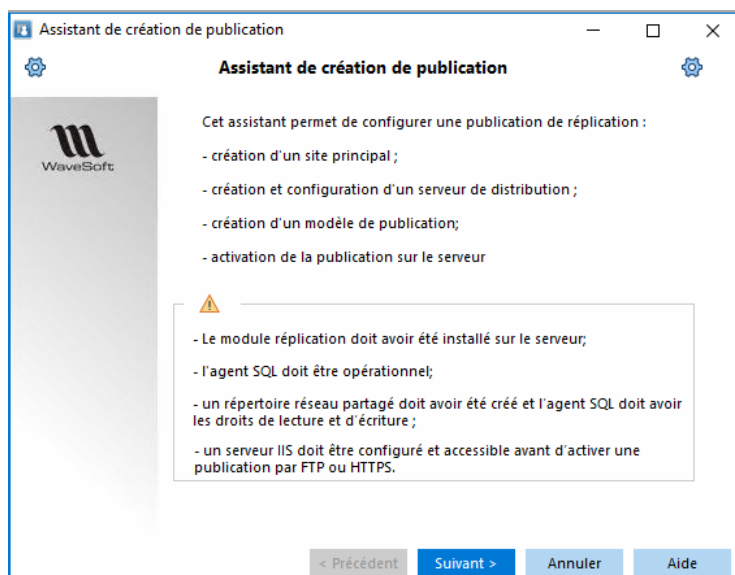 Assistant de création de publication
Assistant de création de publication
WaveSoft
Cet assistant permet de configurer une publication de réplication :
- création d'un site principal ;
- création et configuration d'un serveur de distribution ;
- création d'un modèle de publication;
- activation de la publication sur le serveur
- Le module réplication doit avoir été installé sur le serveur;
- l'agent SQL doit être opérationnel;
- un répertoire réseau partagé doit avoir été créé et l'agent SQL doit avoir
les droits de lecture et d'écriture ;
- un serveur IIS doit être configuré et accessible avant d'activer une
publication par FTP ou HTTPS.
< Précédent Suivant > Annuler Aide